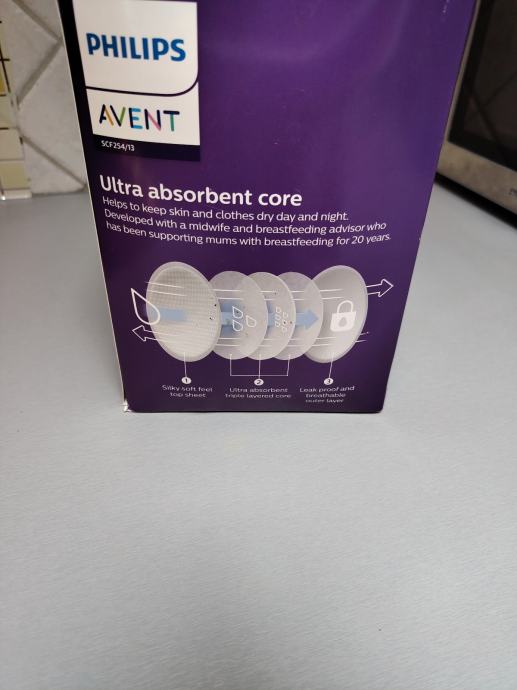 PHILIPS
AVENT
SCF254/13
Ultra absorbent core
Helps to keep skin and clothes dry day and night.
Developed with a midwife and breastfeeding advisor who
has been supporting mums with breastfeeding for 20 years.
1
Silky soft feel
top sheet
2
Ultra absorbent
triple layered core
3
Leak proof and
breathable
outer layer